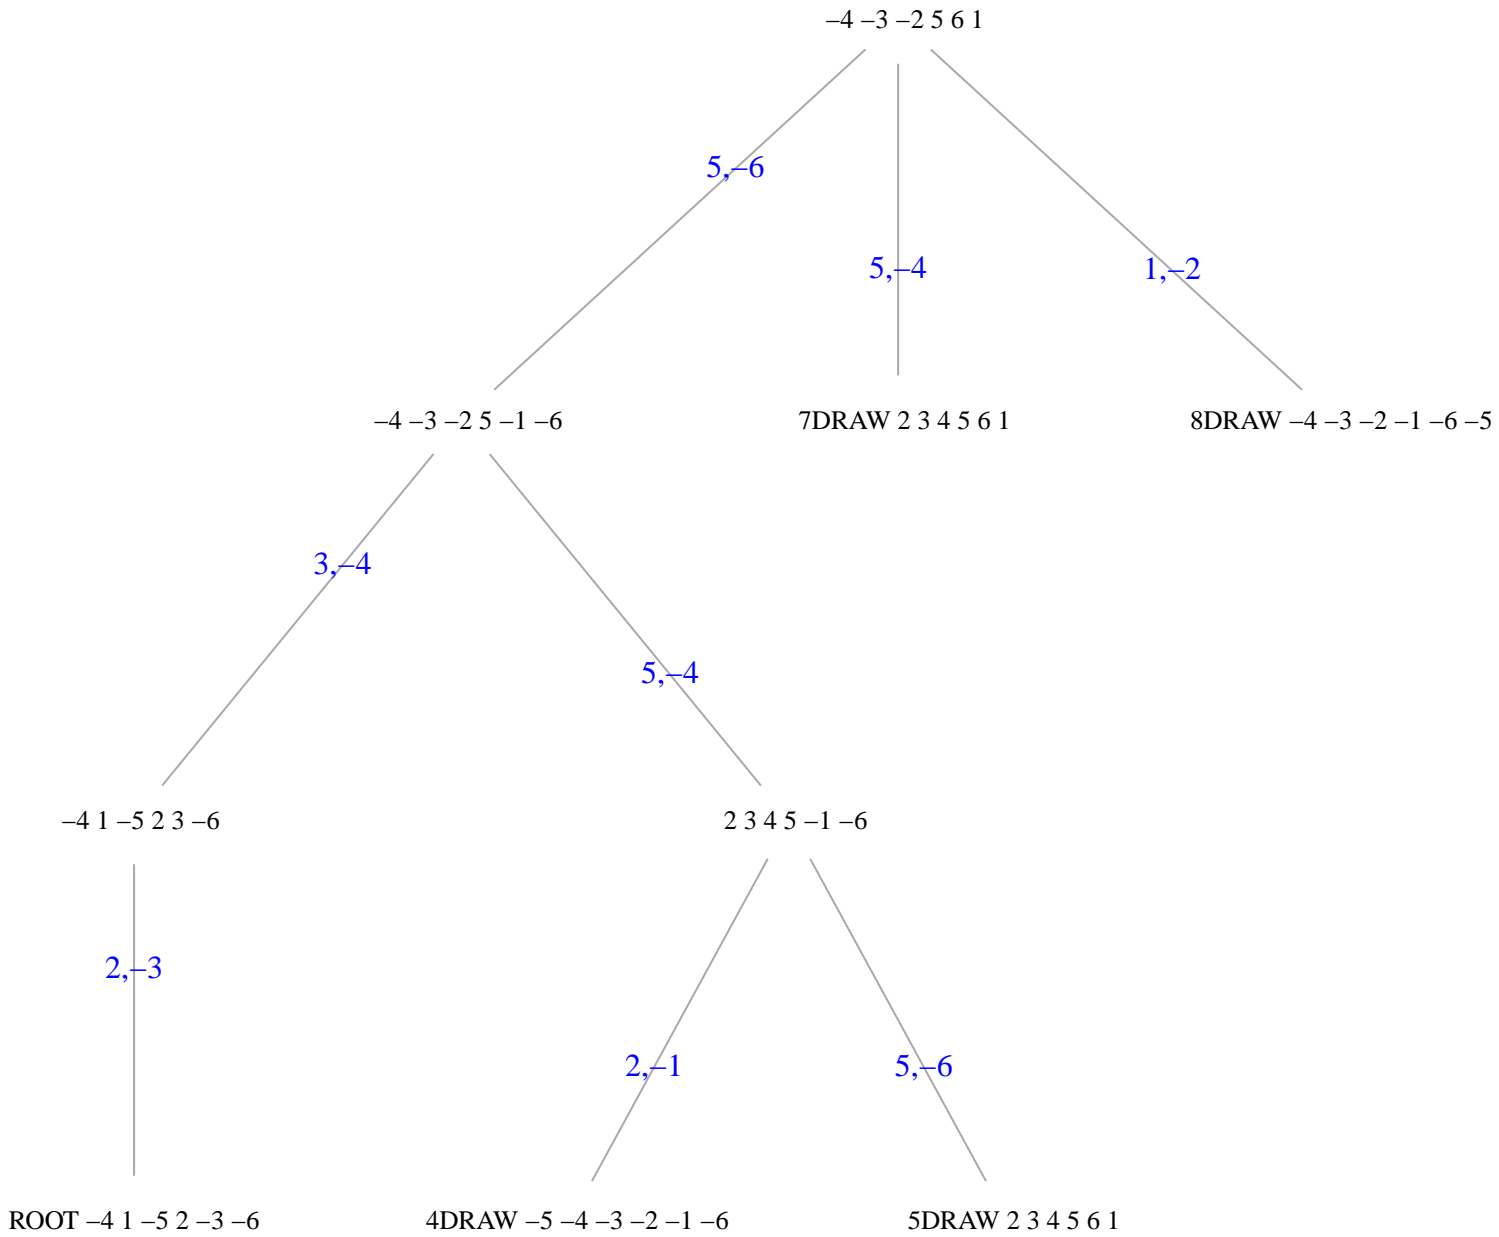 –4 –3 –2 5 6 1
5,–6
5,–4
1,–2
–4 –3 –2 5 –1 –6
7DRAW 2 3 4 5 6 1
8DRAW –4 –3 –2 –1 –6 –5
3,–4
5,–4
–4 1 –5 2 3 –6
2 3 4 5 –1 –6
2,–3
2,–1
5,–6
ROOT –4 1 –5 2 –3 –6
4DRAW –5 –4 –3 –2 –1 –6
5DRAW 2 3 4 5 6 1